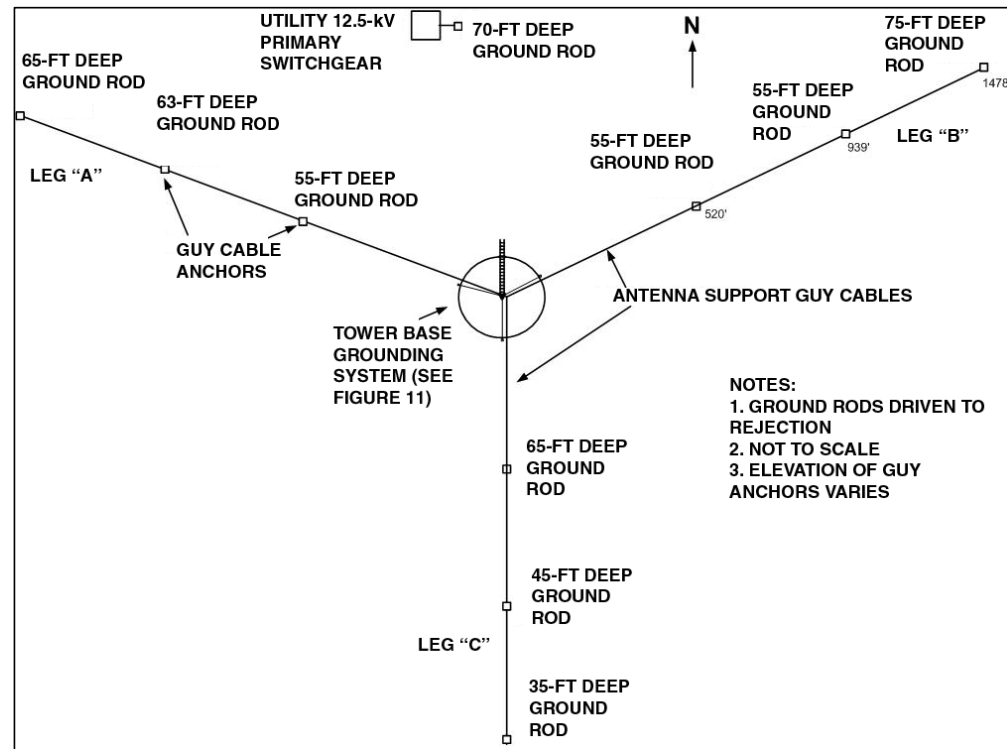 UTILITY 12.5-kV
PRIMARY
SWITCHGEAR
70-FT DEEP
GROUND ROD
N
75-FT DEEP
GROUND
ROD
1478
65-FT DEEP
GROUND ROD
63-FT DEEP
GROUND ROD
55-FT DEEP
GROUND
ROD
939'
LEG "B"
55-FT DEEP
GROUND ROD
520'
LEG "A"
55-FT DEEP
GROUND ROD
GUY CABLE
ANCHORS
ANTENNA SUPPORT GUY CABLES
TOWER BASE
GROUNDING
SYSTEM (SEE
FIGURE 11)
NOTES:
1. GROUND RODS DRIVEN TO
REJECTION
2. NOT TO SCALE
3. ELEVATION OF GUY
ANCHORS VARIES
65-FT DEEP
GROUND
ROD
45-FT DEEP
GROUND
ROD
LEG "C"
35-FT DEEP
GROUND
ROD